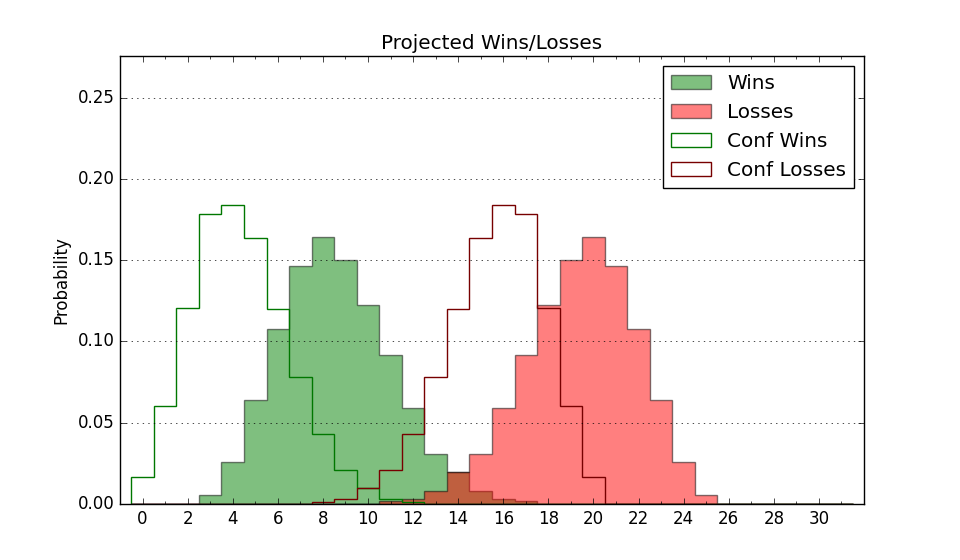 Projected Wins/Losses
Wins
Losses
Conf Wins
Conf Losses
Probability
0.25
0.20
0.15
0.10
0.05
0.00
0 2 4 6 8 10 12 14 16 18 20 22 24 26 28 30